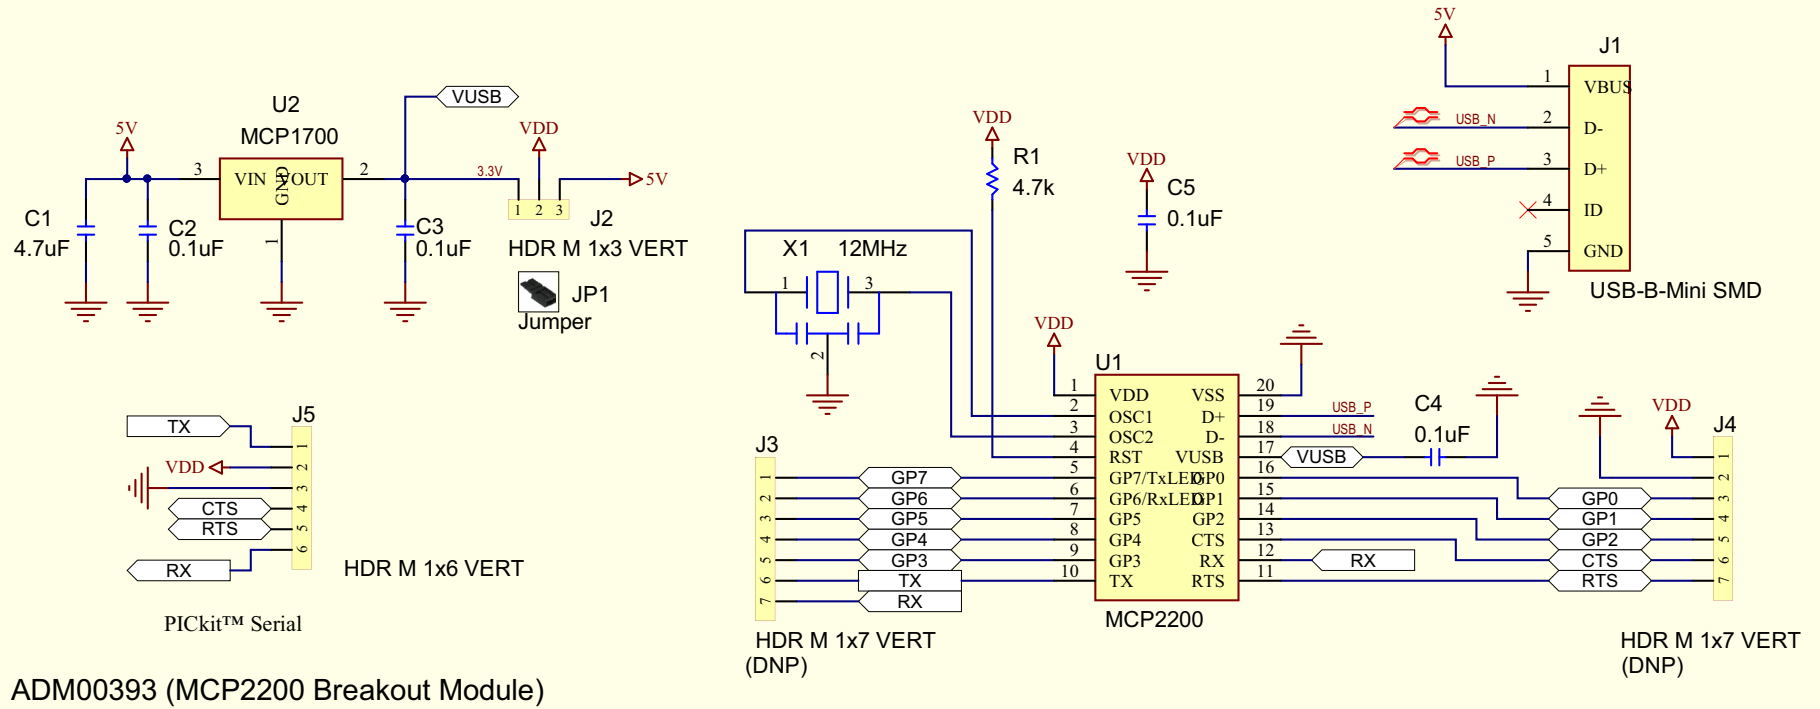 5V
U2
MCP1700
3
VIN
GND
VOUT
2
1
C1
4.7uF
C2
0.1uF
C3
0.1uF
VUSB
3.3V
VDD
5V
1 2 3
J2
HDR M 1x3 VERT
JP1
Jumper
VDD
R1
4.7k
VDD
C5
0.1uF
X1 12MHz
1
3
2
5V
J1
1 VBUS
USB_N 2 D-
USB_P 3 D+
4 ID
5 GND
USB-B-Mini SMD
TX
VDD
CTS
RTS
RX
J5
1
2
3
4
5
6
HDR M 1x6 VERT
PICkit™ Serial
J3
1 GP7
2 GP6
3 GP5
4 GP4
5 GP3
6 TX
7 RX
HDR M 1x7 VERT
(DNP)
VDD
U1
1 VDD VSS 20
2 OSC1 D+ 19 USB_P
3 OSC2 D- 18 USB_N
4 RST VUSB 17 VUSB
5 GP7/TxLED GP0 16
6 GP6/RxLED GP1 15
7 GP5 GP2 14
8 GP4 CTS 13
9 GP3 RX 12 RX
10 TX RTS 11
MCP2200
C4
0.1uF
VDD
J4
1
2
GP0 3
GP1 4
GP2 5
CTS 6
RTS 7
HDR M 1x7 VERT
(DNP)
ADM00393 (MCP2200 Breakout Module)